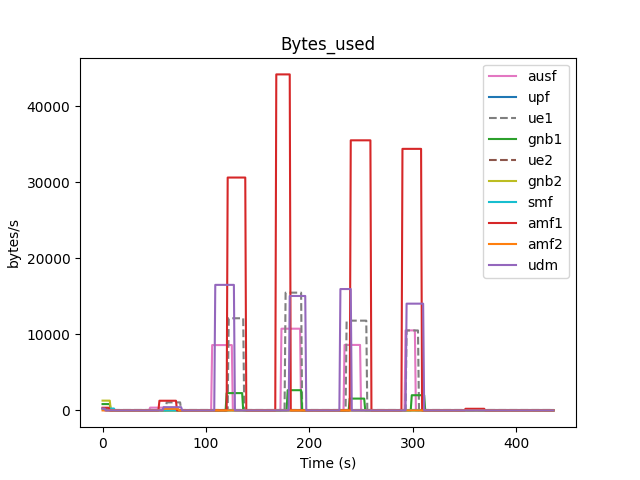 Bytes_used
bytes/s
40000
30000
20000
10000
0
0
100
200
300
400
Time (s)
ausf
upf
ue1
gnb1
ue2
gnb2
smf
amf1
amf2
udm